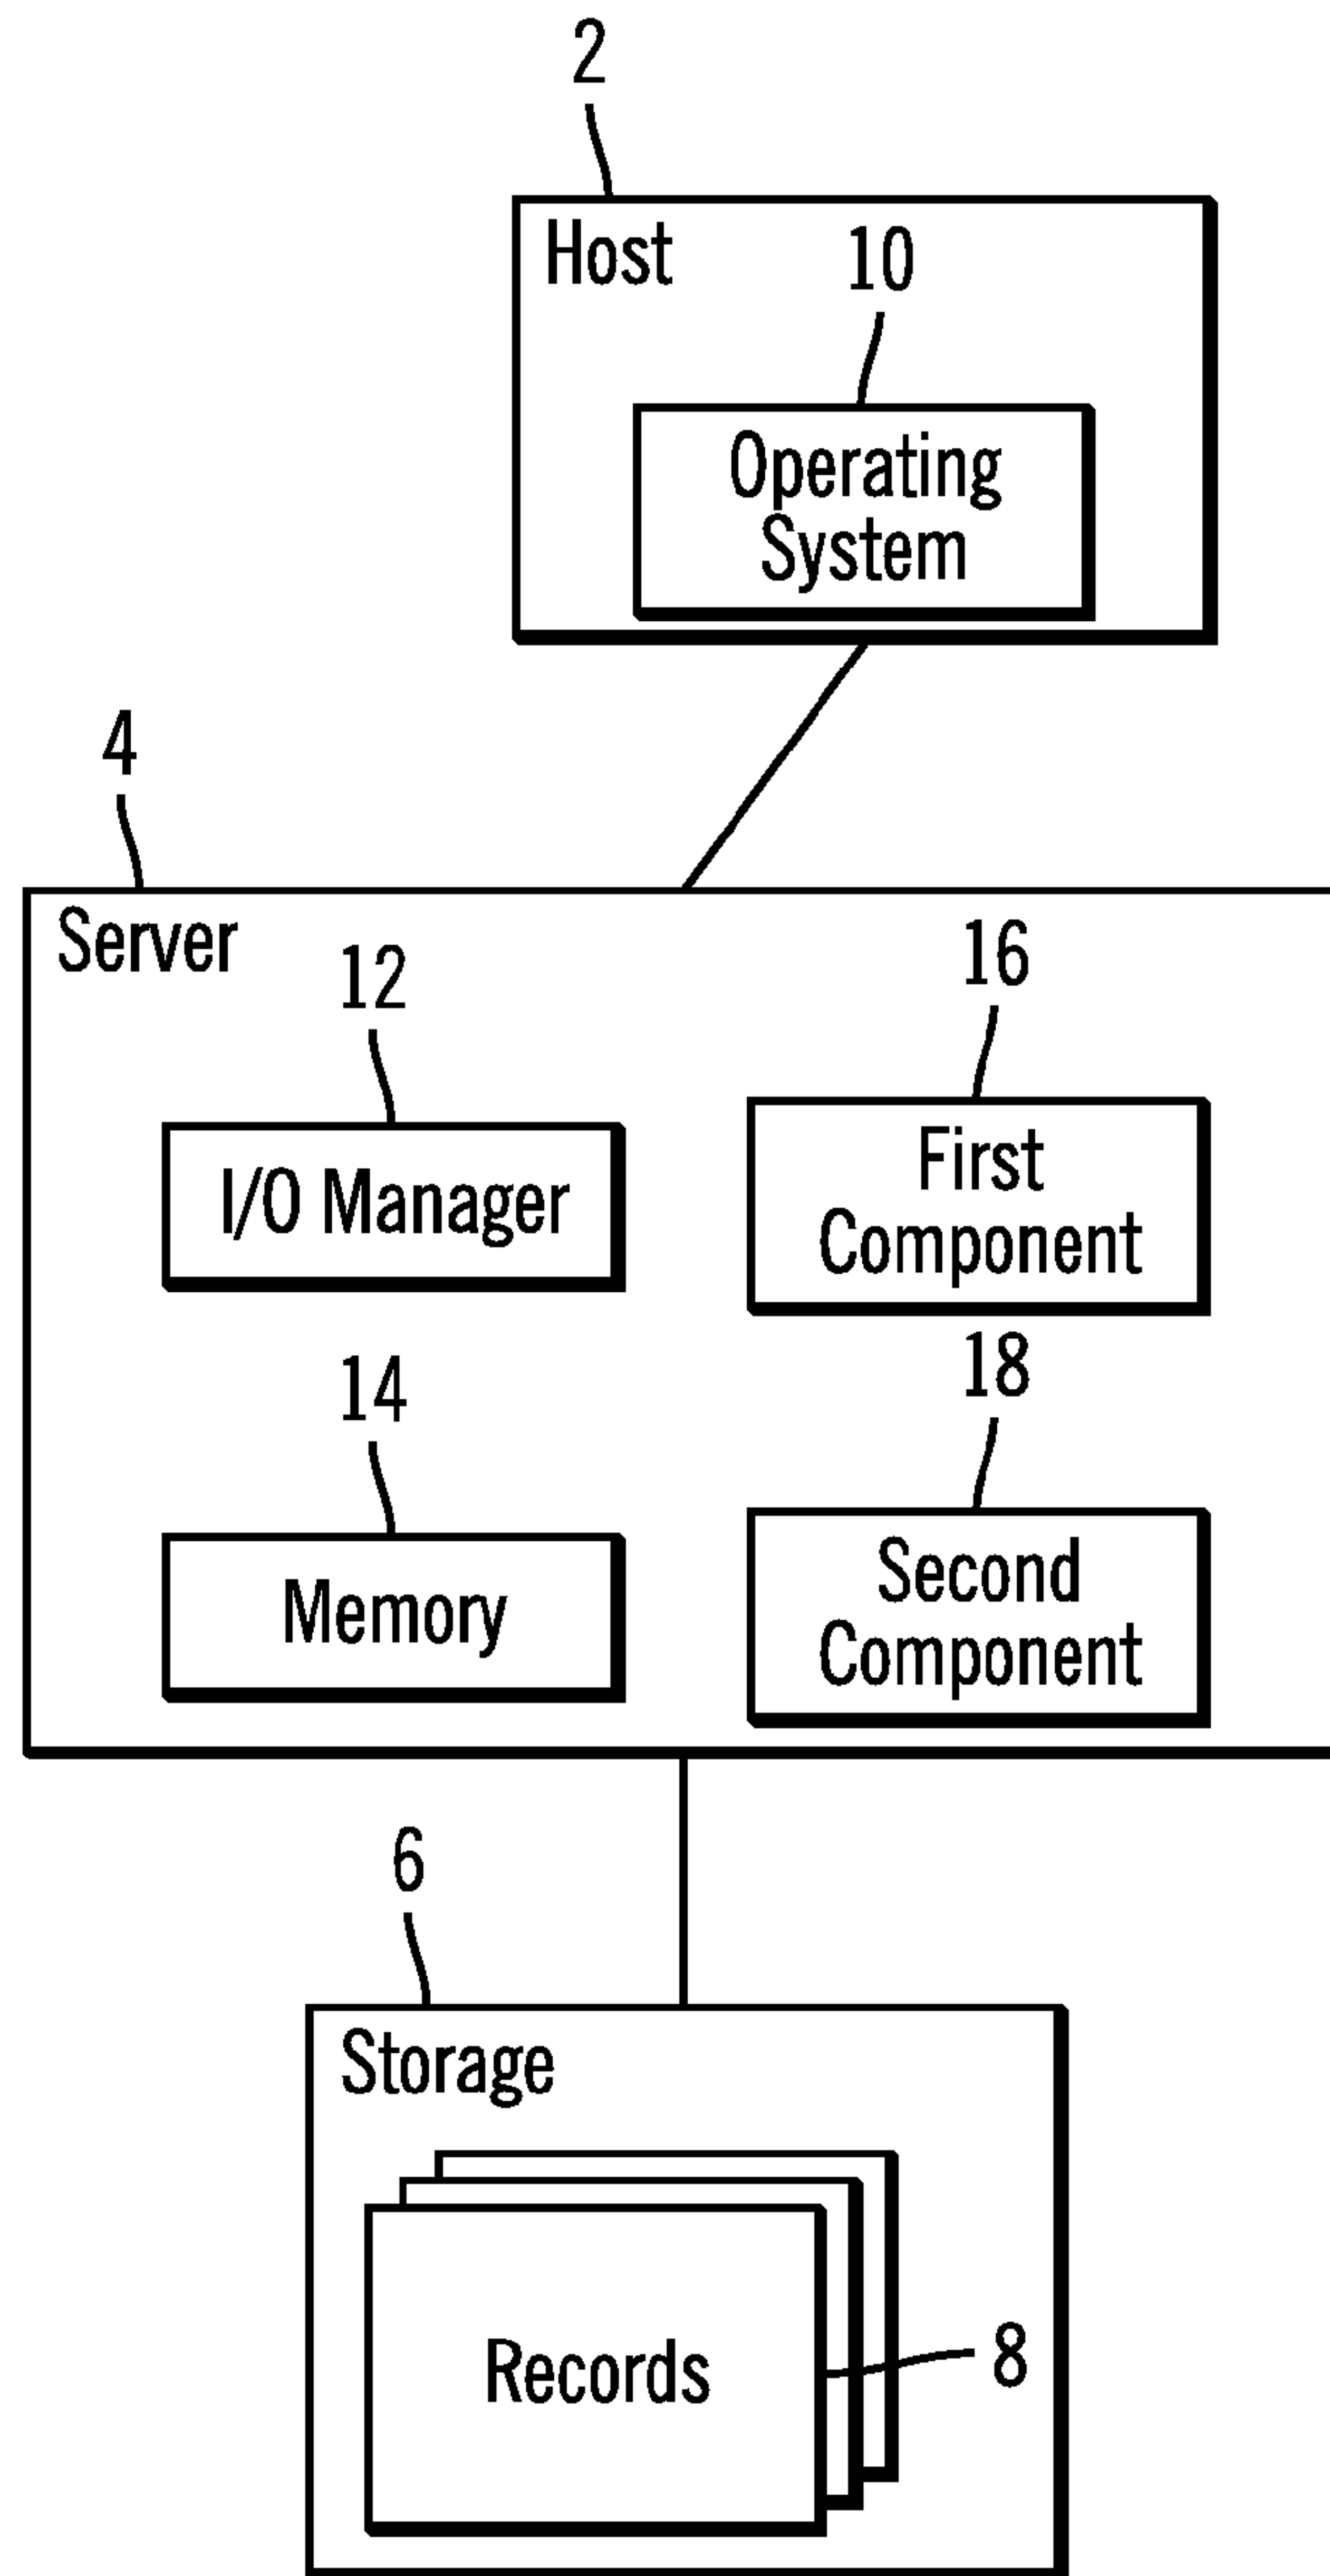 2
Host
10
Operating
System
4
Server
12
16
I/O Manager
First
Component
14
18
Memory
Second
Component
6
Storage
Records
8